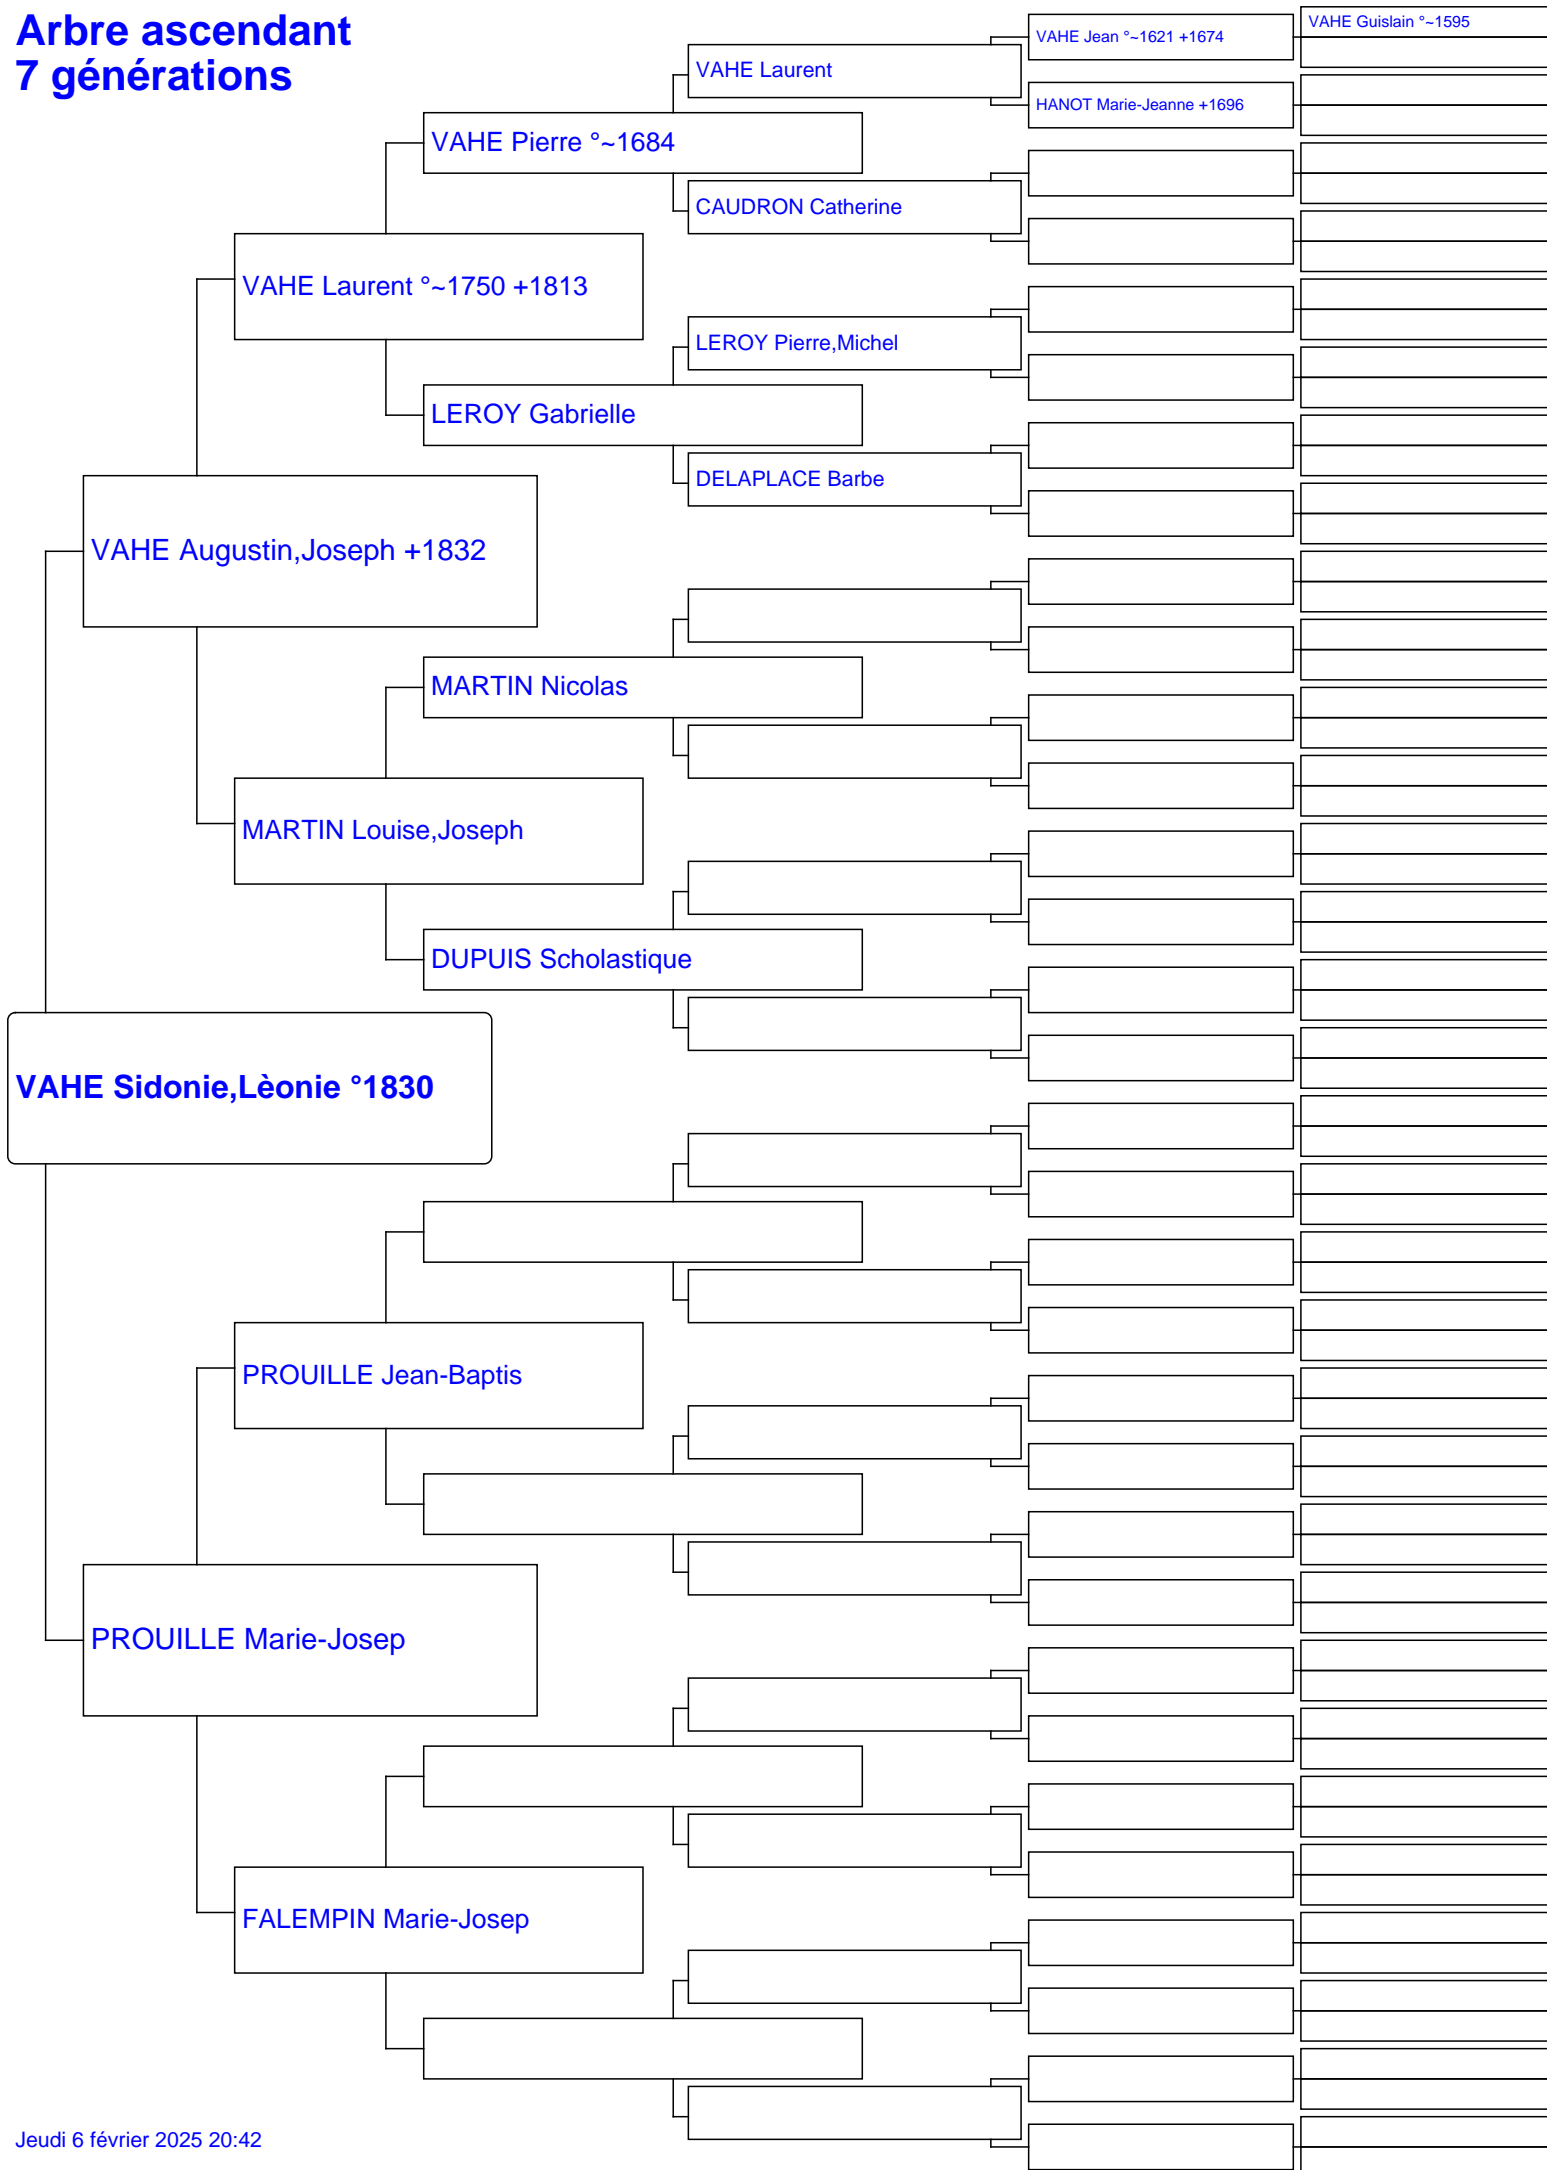 Arbre ascendant
7 générations
VAHE Guislain °~1595
VAHE Jean °~1621 +1674
VAHE Laurent
HANOT Marie-Jeanne +1696
VAHE Pierre °~1684
CAUDRON Catherine
VAHE Laurent °~1750 +1813
LEROY Pierre,Michel
LEROY Gabrielle
DELAPLACE Barbe
VAHE Augustin,Joseph +1832
MARTIN Nicolas
MARTIN Louise,Joseph
DUPUIS Scholastique
VAHE Sidonie,Lèonie °1830
PROUILLE Jean-Baptis
PROUILLE Marie-Josep
FALEMPIN Marie-Josep
Jeudi 6 février 2025 20:42